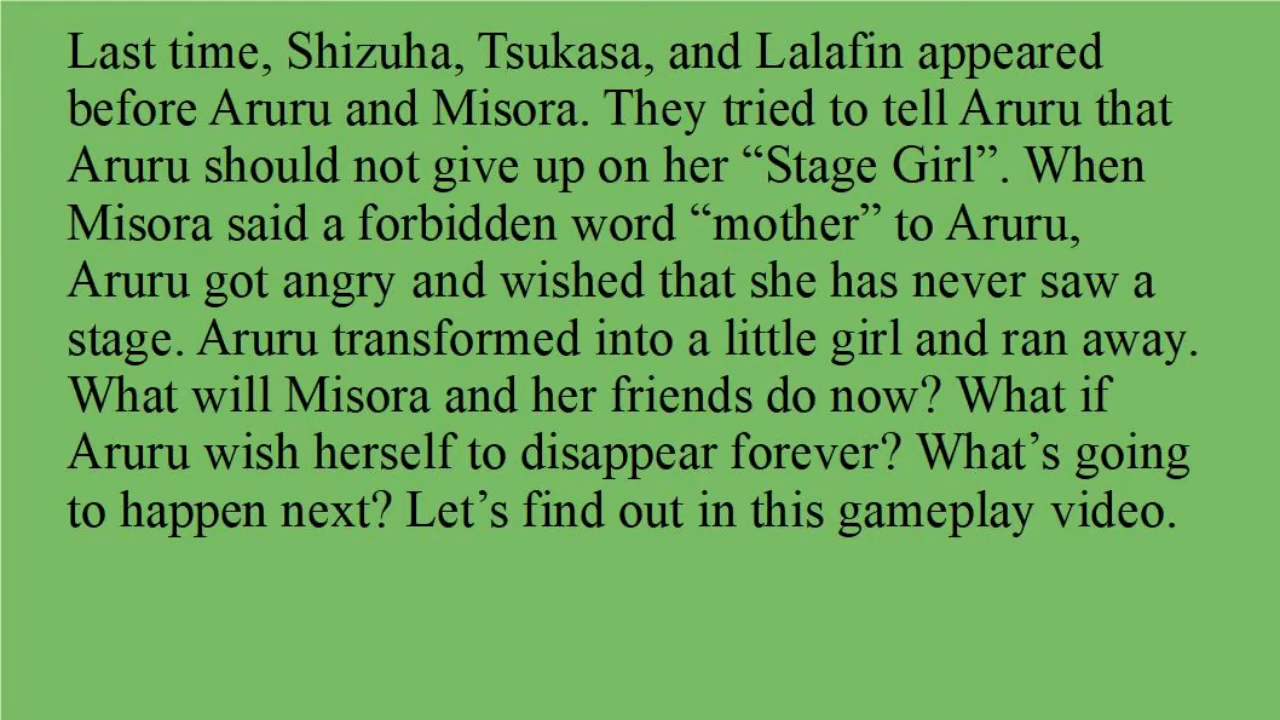 Last time, Shizuha, Tsukasa, and Lalafin appeared
before Aruru and Misora. They tried to tell Aruru that
Aruru should not give up on her “Stage Girl”. When
Misora said a forbidden word “mother” to Aruru,
Aruru got angry and wished that she has never saw a
stage. Aruru transformed into a little girl and ran away.
What will Misora and her friends do now? What if
Aruru wish herself to disappear forever? What’s going
to happen next? Let’s find out in this gameplay video.